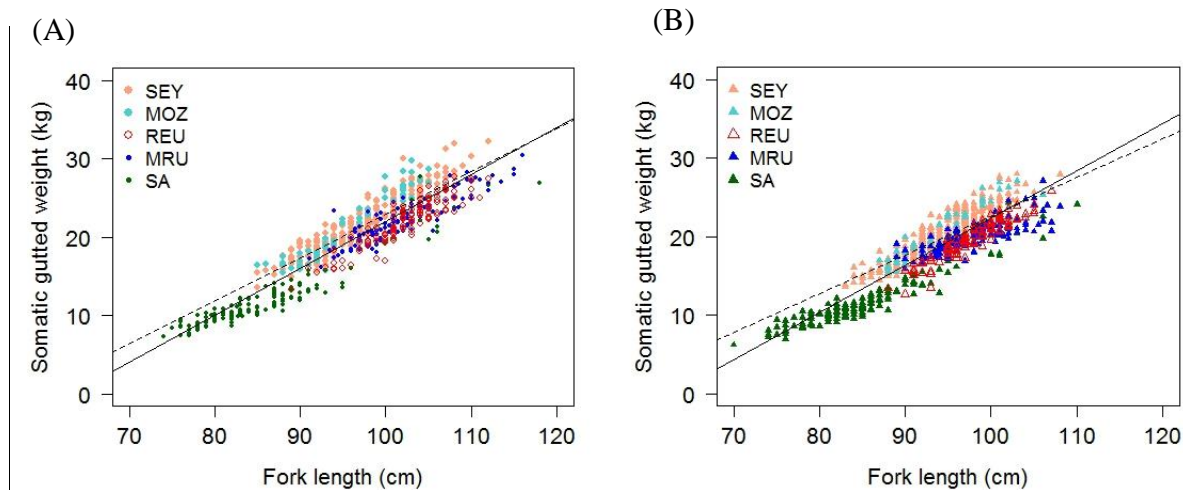 (A)
Somatic gutted weight (kg)
40
30
20
10
0
SEY
MOZ
REU
MRU
SA
70 80 90 100 110 120
Fork length (cm)
(B)
Somatic gutted weight (kg)
40
30
20
10
0
SEY
MOZ
REU
MRU
SA
70 80 90 100 110 120
Fork length (cm)